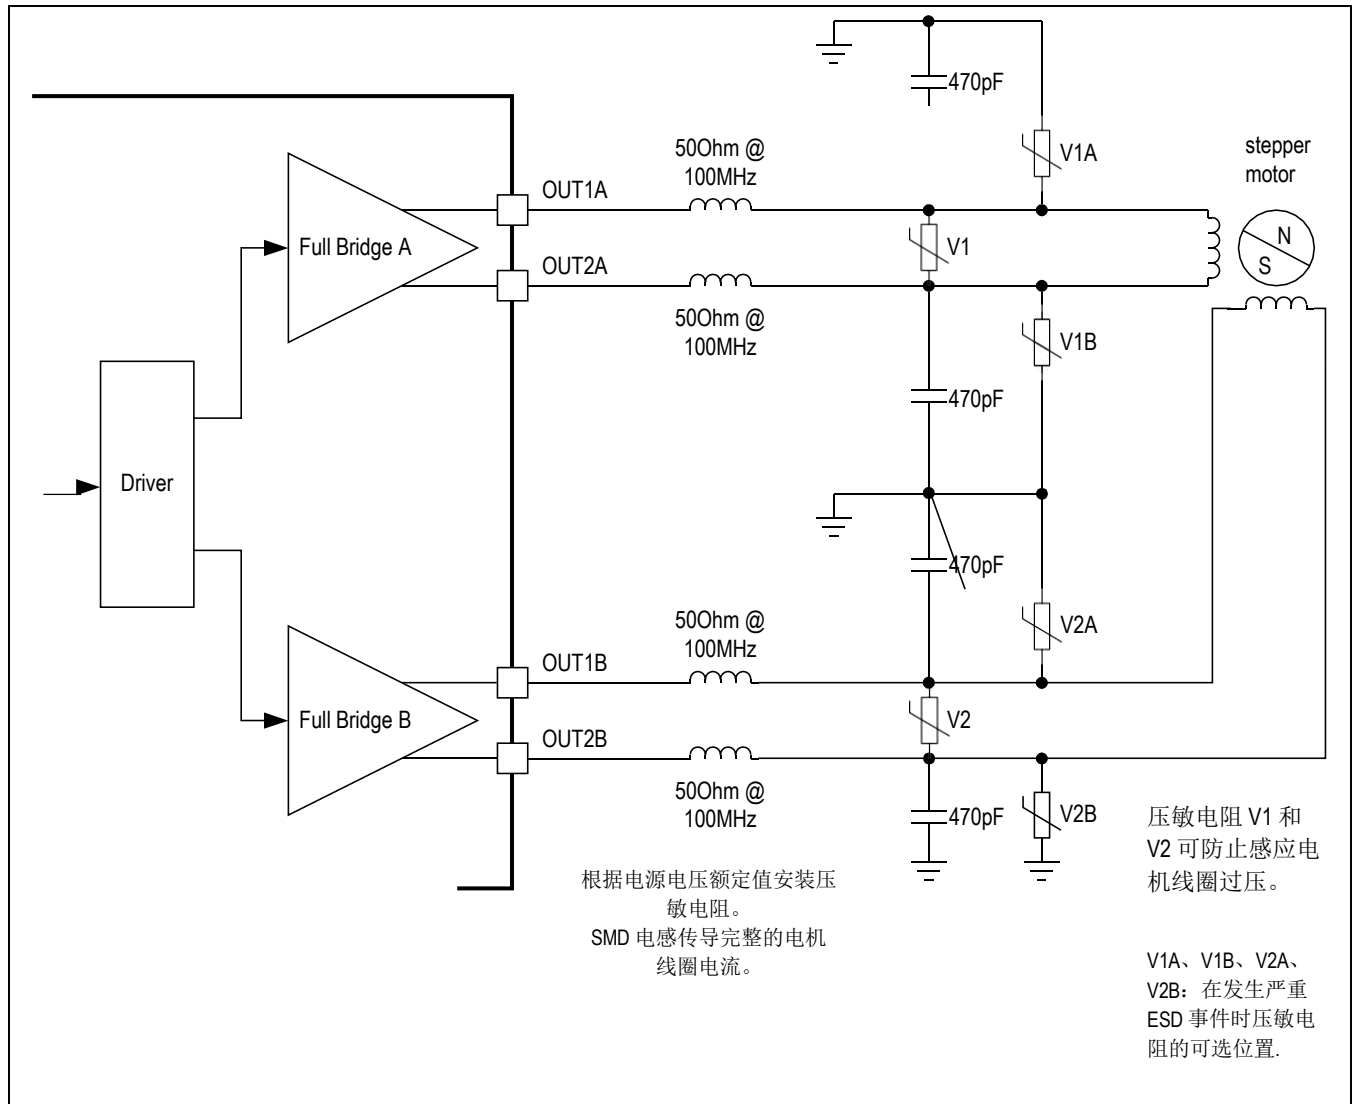 470pF
50Ohm @
100MHz
V1A
stepper
motor
OUT1A
Full Bridge A
V1
N
S
OUT2A
50Ohm @
100MHz
V1B
470pF
Driver
470pF
50Ohm @
100MHz
V2A
OUT1B
Full Bridge B
V2
OUT2B
50Ohm @
100MHz
470pF
V2B
压敏电阻 V1 和
V2 可防止感应电
机线圈过压。
根据电源电压额定值安装压
敏电阻。
SMD 电感传导完整的电机
线圈电流。
V1A、V1B、V2A、
V2B：在发生严重
ESD 事件时压敏电
阻的可选位置.